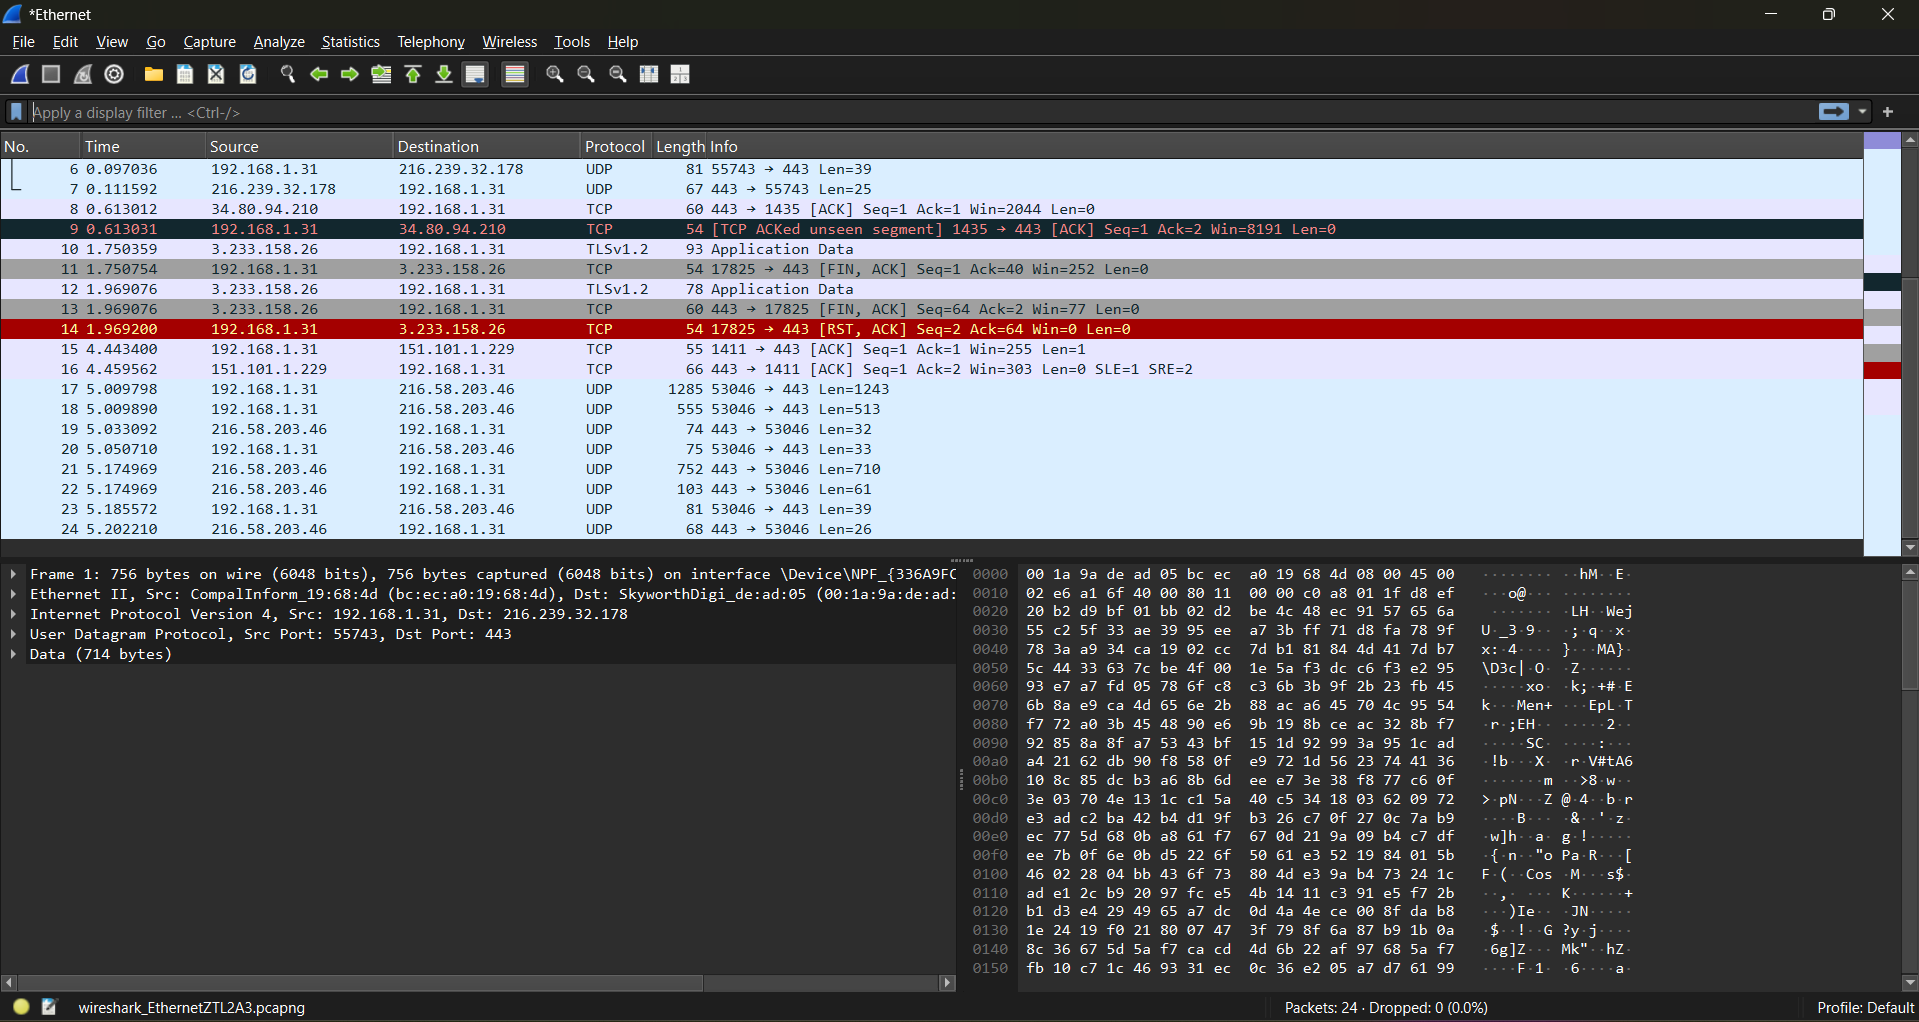 *Ethernet
File Edit View Go Capture Analyze Statistics Telephony Wireless Tools Help
Apply a display filter ... <Ctrl-/>
No. Time Source Destination Protocol Length Info
6 0.097036 192.168.1.31 216.239.32.178 UDP 81 55743 → 443 Len=39
7 0.111592 216.239.32.178 192.168.1.31 UDP 67 443 → 55743 Len=25
8 0.613012 34.80.94.210 192.168.1.31 TCP 60 443 → 1435 [ACK] Seq=1 Ack=1 Win=2044 Len=0
9 0.613031 192.168.1.31 34.80.94.210 TCP 54 [TCP ACKed unseen segment] 1435 → 443 [ACK] Seq=1 Ack=2 Win=8191 Len=0
10 1.750359 3.233.158.26 192.168.1.31 TLSv1.2 93 Application Data
11 1.750754 192.168.1.31 3.233.158.26 TCP 54 17825 → 443 [FIN, ACK] Seq=1 Ack=40 Win=252 Len=0
12 1.969076 3.233.158.26 192.168.1.31 TLSv1.2 78 Application Data
13 1.969076 3.233.158.26 192.168.1.31 TCP 60 443 → 17825 [FIN, ACK] Seq=64 Ack=2 Win=77 Len=0
14 1.969200 192.168.1.31 3.233.158.26 TCP 54 17825 → 443 [RST, ACK] Seq=2 Ack=64 Win=0 Len=0
15 4.443400 192.168.1.31 151.101.1.229 TCP 55 1411 → 443 [ACK] Seq=1 Ack=1 Win=255 Len=1
16 4.459562 151.101.1.229 192.168.1.31 TCP 66 443 → 1411 [ACK] Seq=1 Ack=2 Win=303 Len=0 SLE=1 SRE=2
17 5.009798 192.168.1.31 216.58.203.46 UDP 1285 53046 → 443 Len=1243
18 5.009890 192.168.1.31 216.58.203.46 UDP 555 53046 → 443 Len=513
19 5.033092 216.58.203.46 192.168.1.31 UDP 74 443 → 53046 Len=32
20 5.050710 192.168.1.31 216.58.203.46 UDP 75 53046 → 443 Len=33
21 5.174969 216.58.203.46 192.168.1.31 UDP 752 443 → 53046 Len=710
22 5.174969 216.58.203.46 192.168.1.31 UDP 103 443 → 53046 Len=61
23 5.185572 192.168.1.31 216.58.203.46 UDP 81 53046 → 443 Len=39
24 5.202210 216.58.203.46 192.168.1.31 UDP 68 443 → 53046 Len=26
Frame 1: 756 bytes on wire (6048 bits), 756 bytes captured (6048 bits) on interface \Device\NPF_{336A9FC
Ethernet II, Src: CompalInform_19:68:4d (bc:ec:a0:19:68:4d), Dst: SkyworthDigi_de:ad:05 (00:1a:9a:de:ad:
Internet Protocol Version 4, Src: 192.168.1.31, Dst: 216.239.32.178
User Datagram Protocol, Src Port: 55743, Dst Port: 443
Data (714 bytes)
0000 00 1a 9a de ad 05 bc ec a0 19 68 4d 08 00 45 00 ········ ··hM··E·
0010 02 e6 a1 6f 40 00 80 11 00 00 c0 a8 01 1f d8 ef ···o@··· ········
0020 20 b2 d9 bf 01 bb 02 d2 be 4c 48 ec 91 57 65 6a ······· ·LH··Wej
0030 55 c2 5f 33 ae 39 95 ee a7 3b ff 71 d8 fa 78 9f U·_3·9·· ·;·q··x·
0040 78 3a a9 34 ca 19 02 cc 7d b1 81 84 4d 41 7d b7 x:·4···· }···MA}·
0050 5c 44 33 63 7c be 4f 00 1e 5a f3 dc c6 f3 e2 95 \D3c|·O· ·Z······
0060 93 e7 a7 fd 05 78 6f c8 c3 6b 3b 9f 2b 23 fb 45 ·····xo· ·k;·+#·E
0070 6b 8a e9 ca 4d 65 6e 2b 88 ac a6 45 70 4c 95 54 k···Men+ ···EpL·T
0080 f7 72 a0 3b 45 48 90 e6 9b 19 8b ce ac 32 8b f7 ·r·;EH·· ·····2··
0090 92 85 8a 8f a7 53 43 bf 15 1d 92 99 3a 95 1c ad ·····SC· ····:···
00a0 a4 21 62 db 90 f8 58 0f e9 72 1d 56 23 74 41 36 ·!b···X· ·r·V#tA6
00b0 10 8c 85 dc b3 a6 8b 6d ee e7 3e 38 f8 77 c6 0f ·······m ··>8·w··
00c0 3e 03 70 4e 13 1c c1 5a 40 c5 34 18 03 62 09 72 >·pN···Z @·4··b·r
00d0 e3 ad c2 ba 42 b4 d1 9f b3 26 c7 0f 27 0c 7a b9 ····B··· ·&··'·z·
00e0 ec 77 5d 68 0b a8 61 f7 67 0d 21 9a 09 b4 c7 df ·w]h··a· g·!·····
00f0 ee 7b 0f 6e 0b d5 22 6f 50 61 e3 52 19 84 01 5b ·{·n··"o Pa·R···[
0100 46 02 28 04 bb 43 6f 73 80 4d e3 9a b4 73 24 1c F·(··Cos ·M···s$·
0110 ad e1 2c b9 20 97 fc e5 4b 14 11 c3 91 e5 f7 2b ··,· ··· K······+
0120 b1 d3 e4 29 49 65 a7 dc 0d 4a 4e ce 00 8f da b8 ···)Ie·· ·JN·····
0130 1e 24 19 f0 21 80 07 47 3f 79 8f 6a 87 b9 1b 0a ·$··!··G ?y·j····
0140 8c 36 67 5d 5a f7 ca cd 4d 6b 22 af 97 68 5a f7 ·6g]Z··· Mk"··hZ·
0150 fb 10 c7 1c 46 93 31 ec 0c 36 e2 05 a7 d7 61 99 ····F·1· ·6····a·
wireshark_EthernetZTL2A3.pcapng Packets: 24 · Dropped: 0 (0.0%) Profile: Default